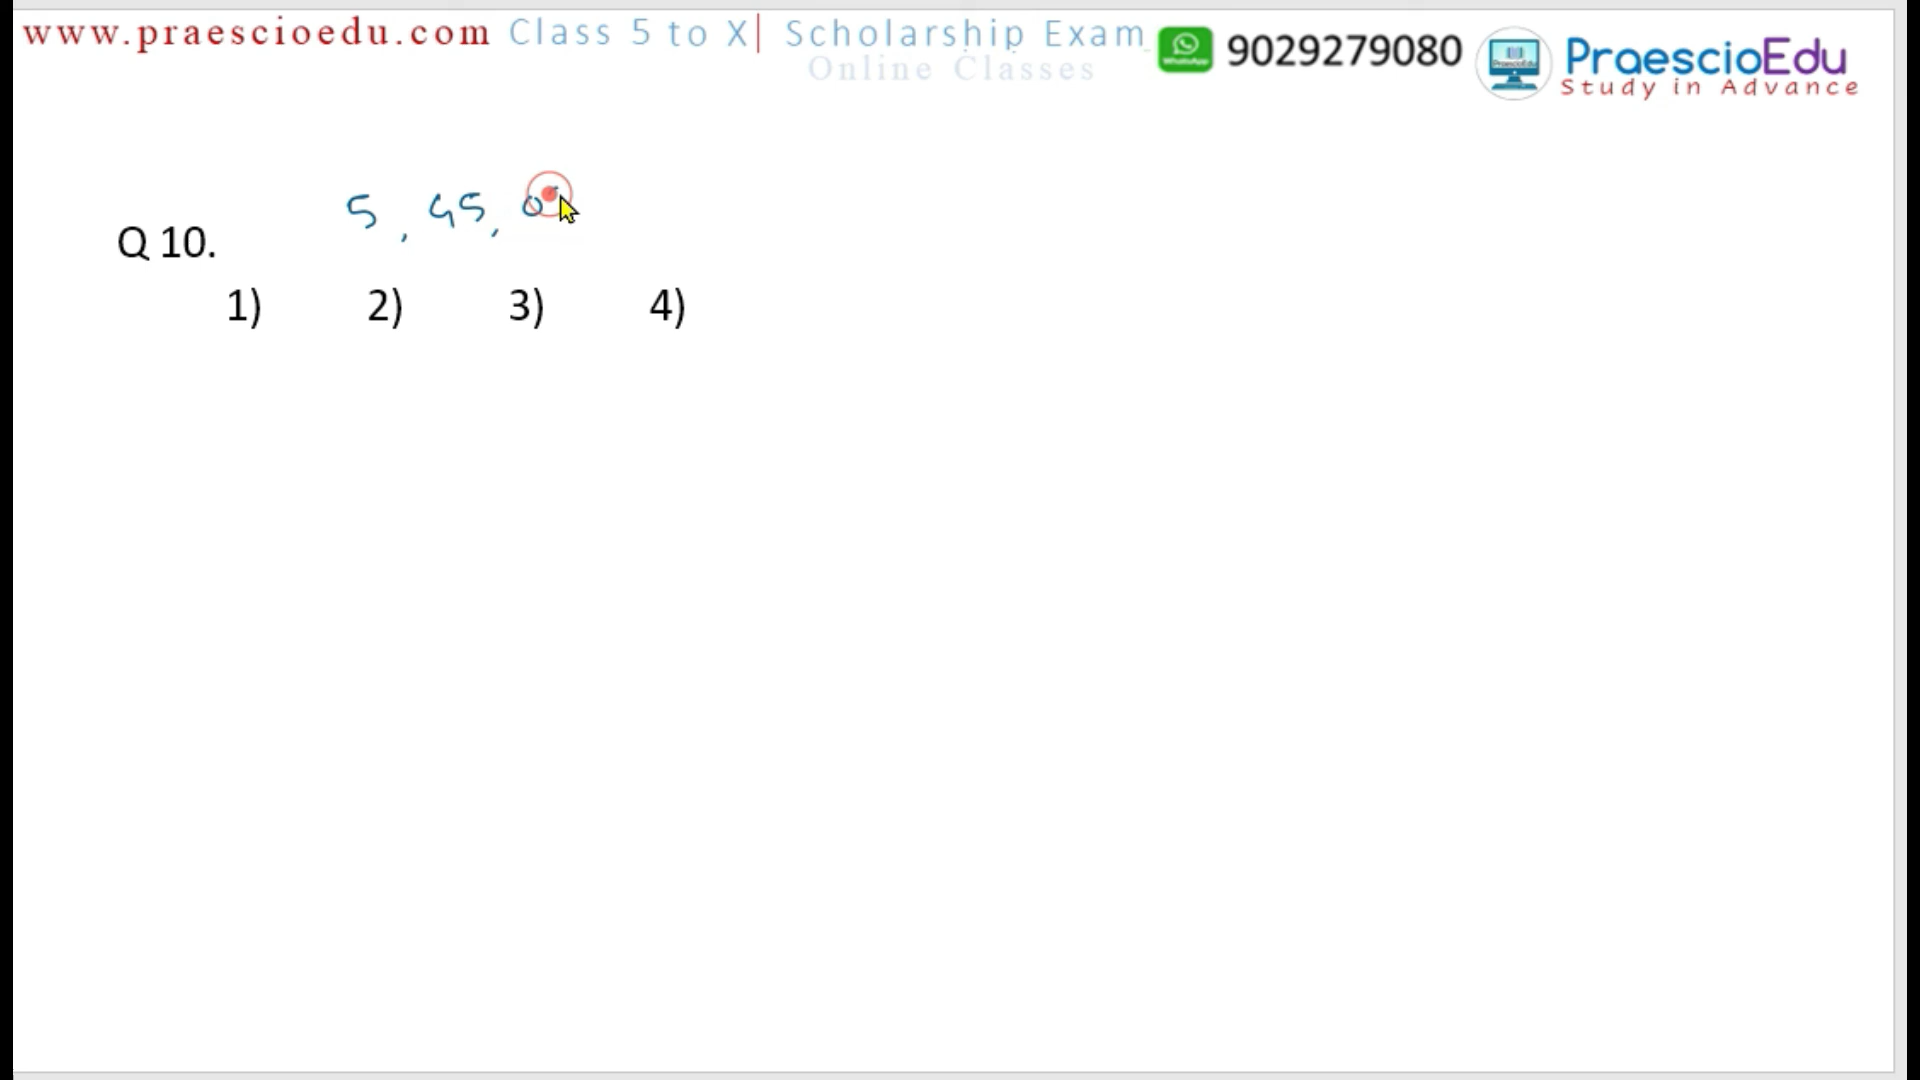 www.praescioedu.com Class 5 to X| Scholarship Exam 9029279080 PraescioEdu
Online Classes Study in Advance
5, 45,
Q 10.
1) 2) 3) 4)